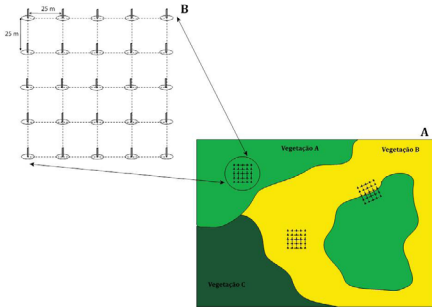 25 m
B
25 m
A
Vegetação A
Vegetação B
Vegetação C